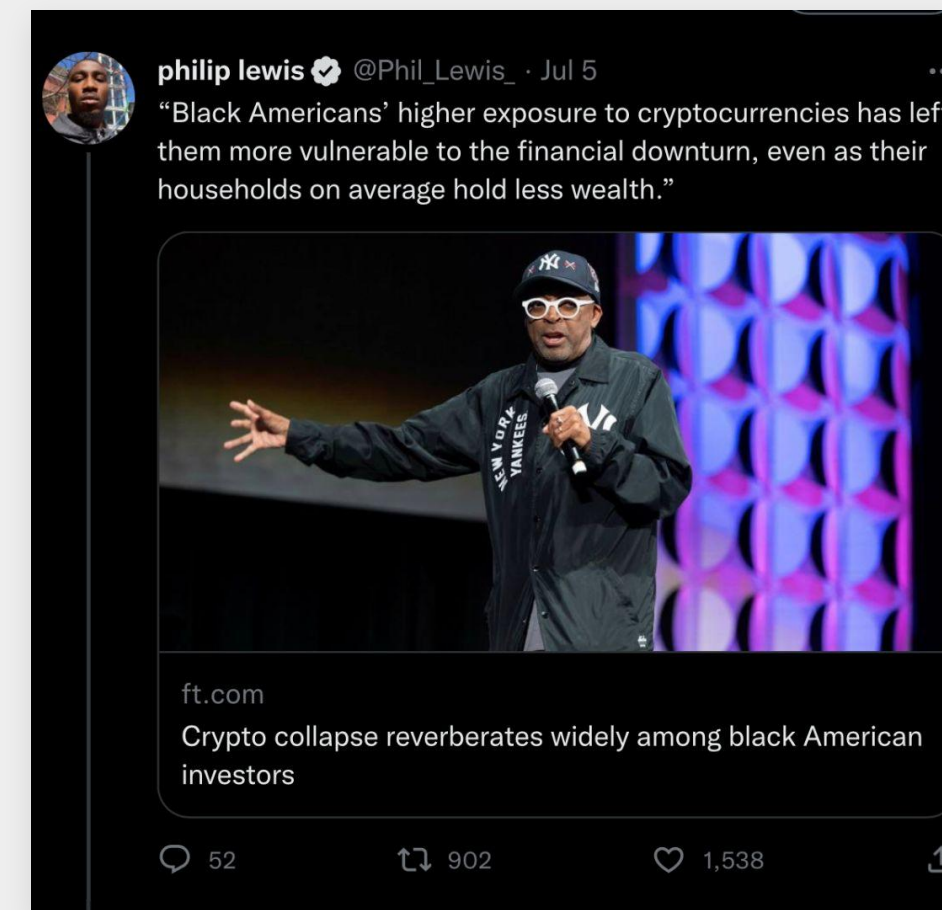 philip lewis @Phil_Lewis_ · Jul 5
“Black Americans’ higher exposure to cryptocurrencies has lef
them more vulnerable to the financial downturn, even as their
households on average hold less wealth.”
NY
NEW YORK
YANKEES
ft.com
Crypto collapse reverberates widely among black American
investors
52 902 1,538